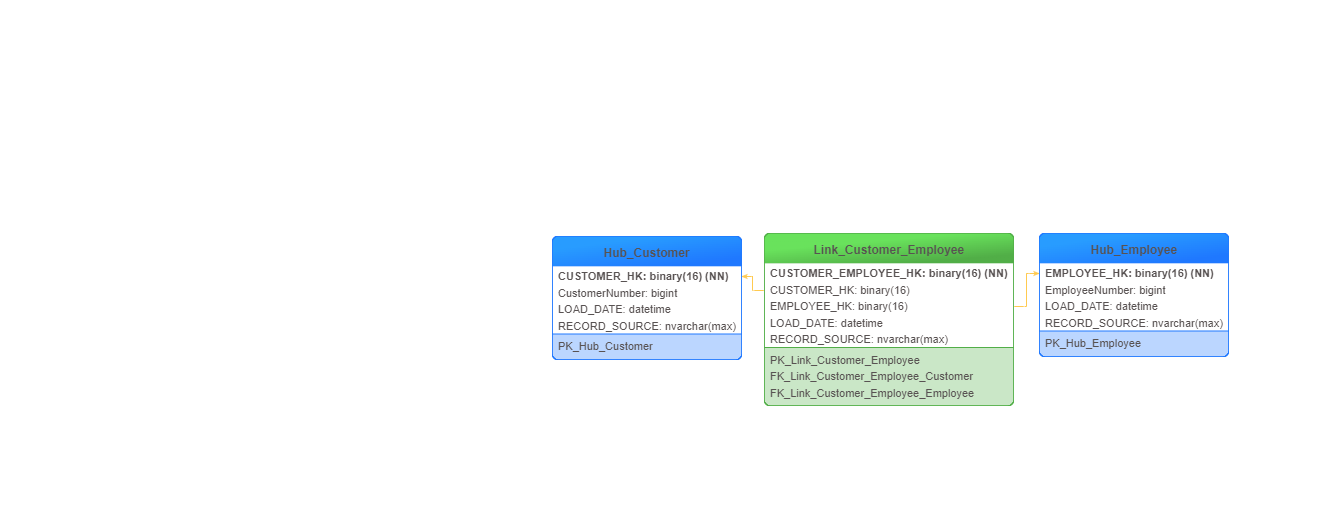 Hub_Customer
CUSTOMER_HK: binary(16) (NN)
CustomerNumber: bigint
LOAD_DATE: datetime
RECORD_SOURCE: nvarchar(max)
PK_Hub_Customer
Link_Customer_Employee
CUSTOMER_EMPLOYEE_HK: binary(16) (NN)
CUSTOMER_HK: binary(16)
EMPLOYEE_HK: binary(16)
LOAD_DATE: datetime
RECORD_SOURCE: nvarchar(max)
PK_Link_Customer_Employee
FK_Link_Customer_Employee_Customer
FK_Link_Customer_Employee_Employee
Hub_Employee
EMPLOYEE_HK: binary(16) (NN)
EmployeeNumber: bigint
LOAD_DATE: datetime
RECORD_SOURCE: nvarchar(max)
PK_Hub_Employee